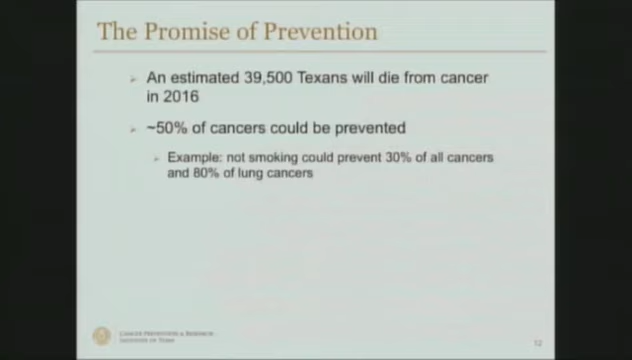 The Promise of Prevention
An estimated 39,500 Texans will die from cancer
in 2016
~50% of cancers could be prevented
Example: not smoking could prevent 30% of all cancers
and 80% of lung cancers
CANCER PREVENTION & RESEARCH
INSTITUTE OF TEXAS
12